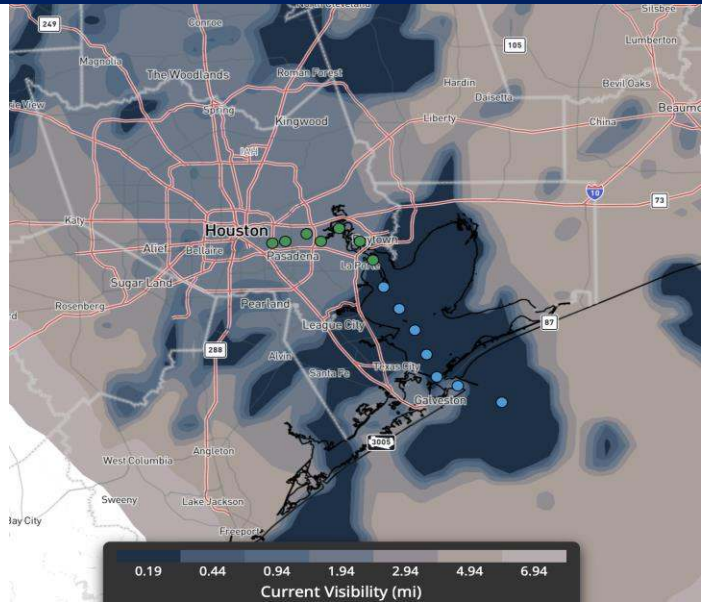 Conroe
Silsbee
249
105
Lumberton
Magnolia
The Woodlands
Roman Forest
Hardin
Bevil Oaks
Daisetta
Spring
Kingwood
Liberty
China
Beaumo
IAH
10
73
Katy
Houston
Baytown
Alief
Bellaire
Pasadena
La Porte
Sugar Land
Rosenberg
Pearland
League City
87
288
Alvin
Santa Fe
Texas City
Galveston
3005
Angleton
West Columbia
Sweeny
Lake Jackson
Bay City
Freeport
0.19 0.44 0.94 1.94 2.94 4.94 6.94
Current Visibility (mi)